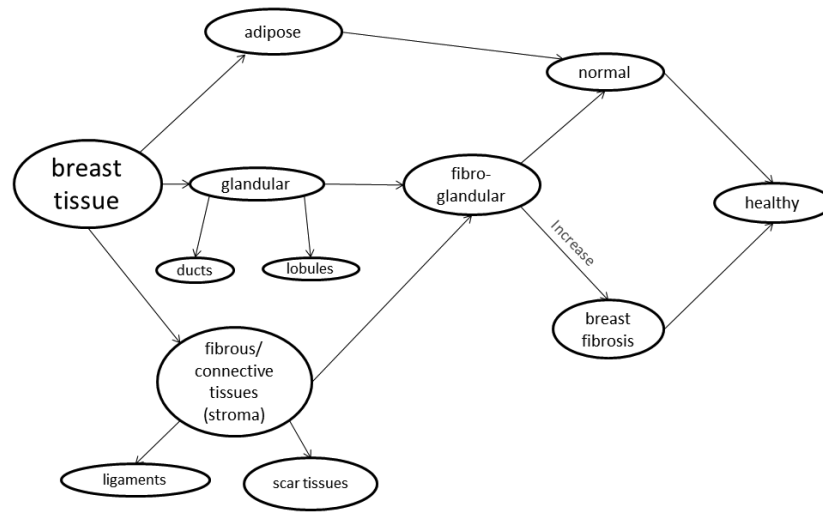 adipose
normal
breast
tissue
glandular
fibro-
glandular
healthy
Increase
ducts
lobules
breast
fibrosis
fibrous/
connective
tissues
(stroma)
ligaments
scar tissues